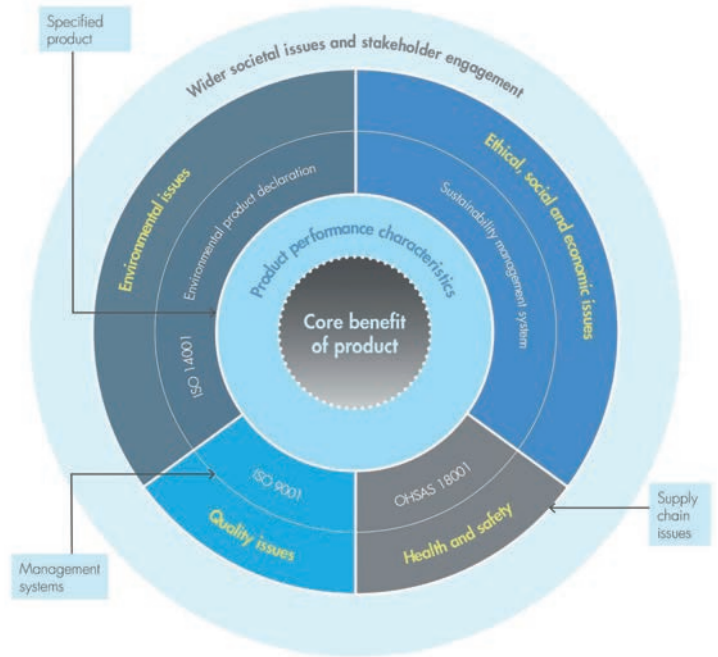 Specified
product
Wider societal issues and stakeholder engagement
Environmental issues
Environmental product declaration
ISO 14001
Ethical, social and economic issues
Sustainability management system
Product performance characteristics
Core benefit
of product
ISO 9001
Quality issues
OHSAS 18001
Health and safety
Management
systems
Supply
chain
issues